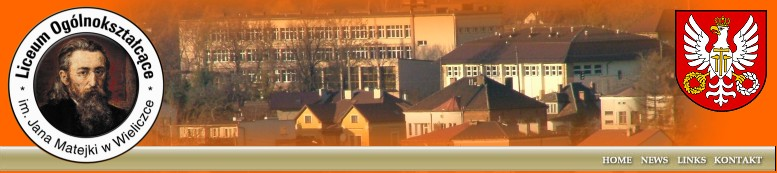 Liceum Ogólnokształcące
im. Jana Matejki w Wieliczce
HOME NEWS LINKS KONTAKT